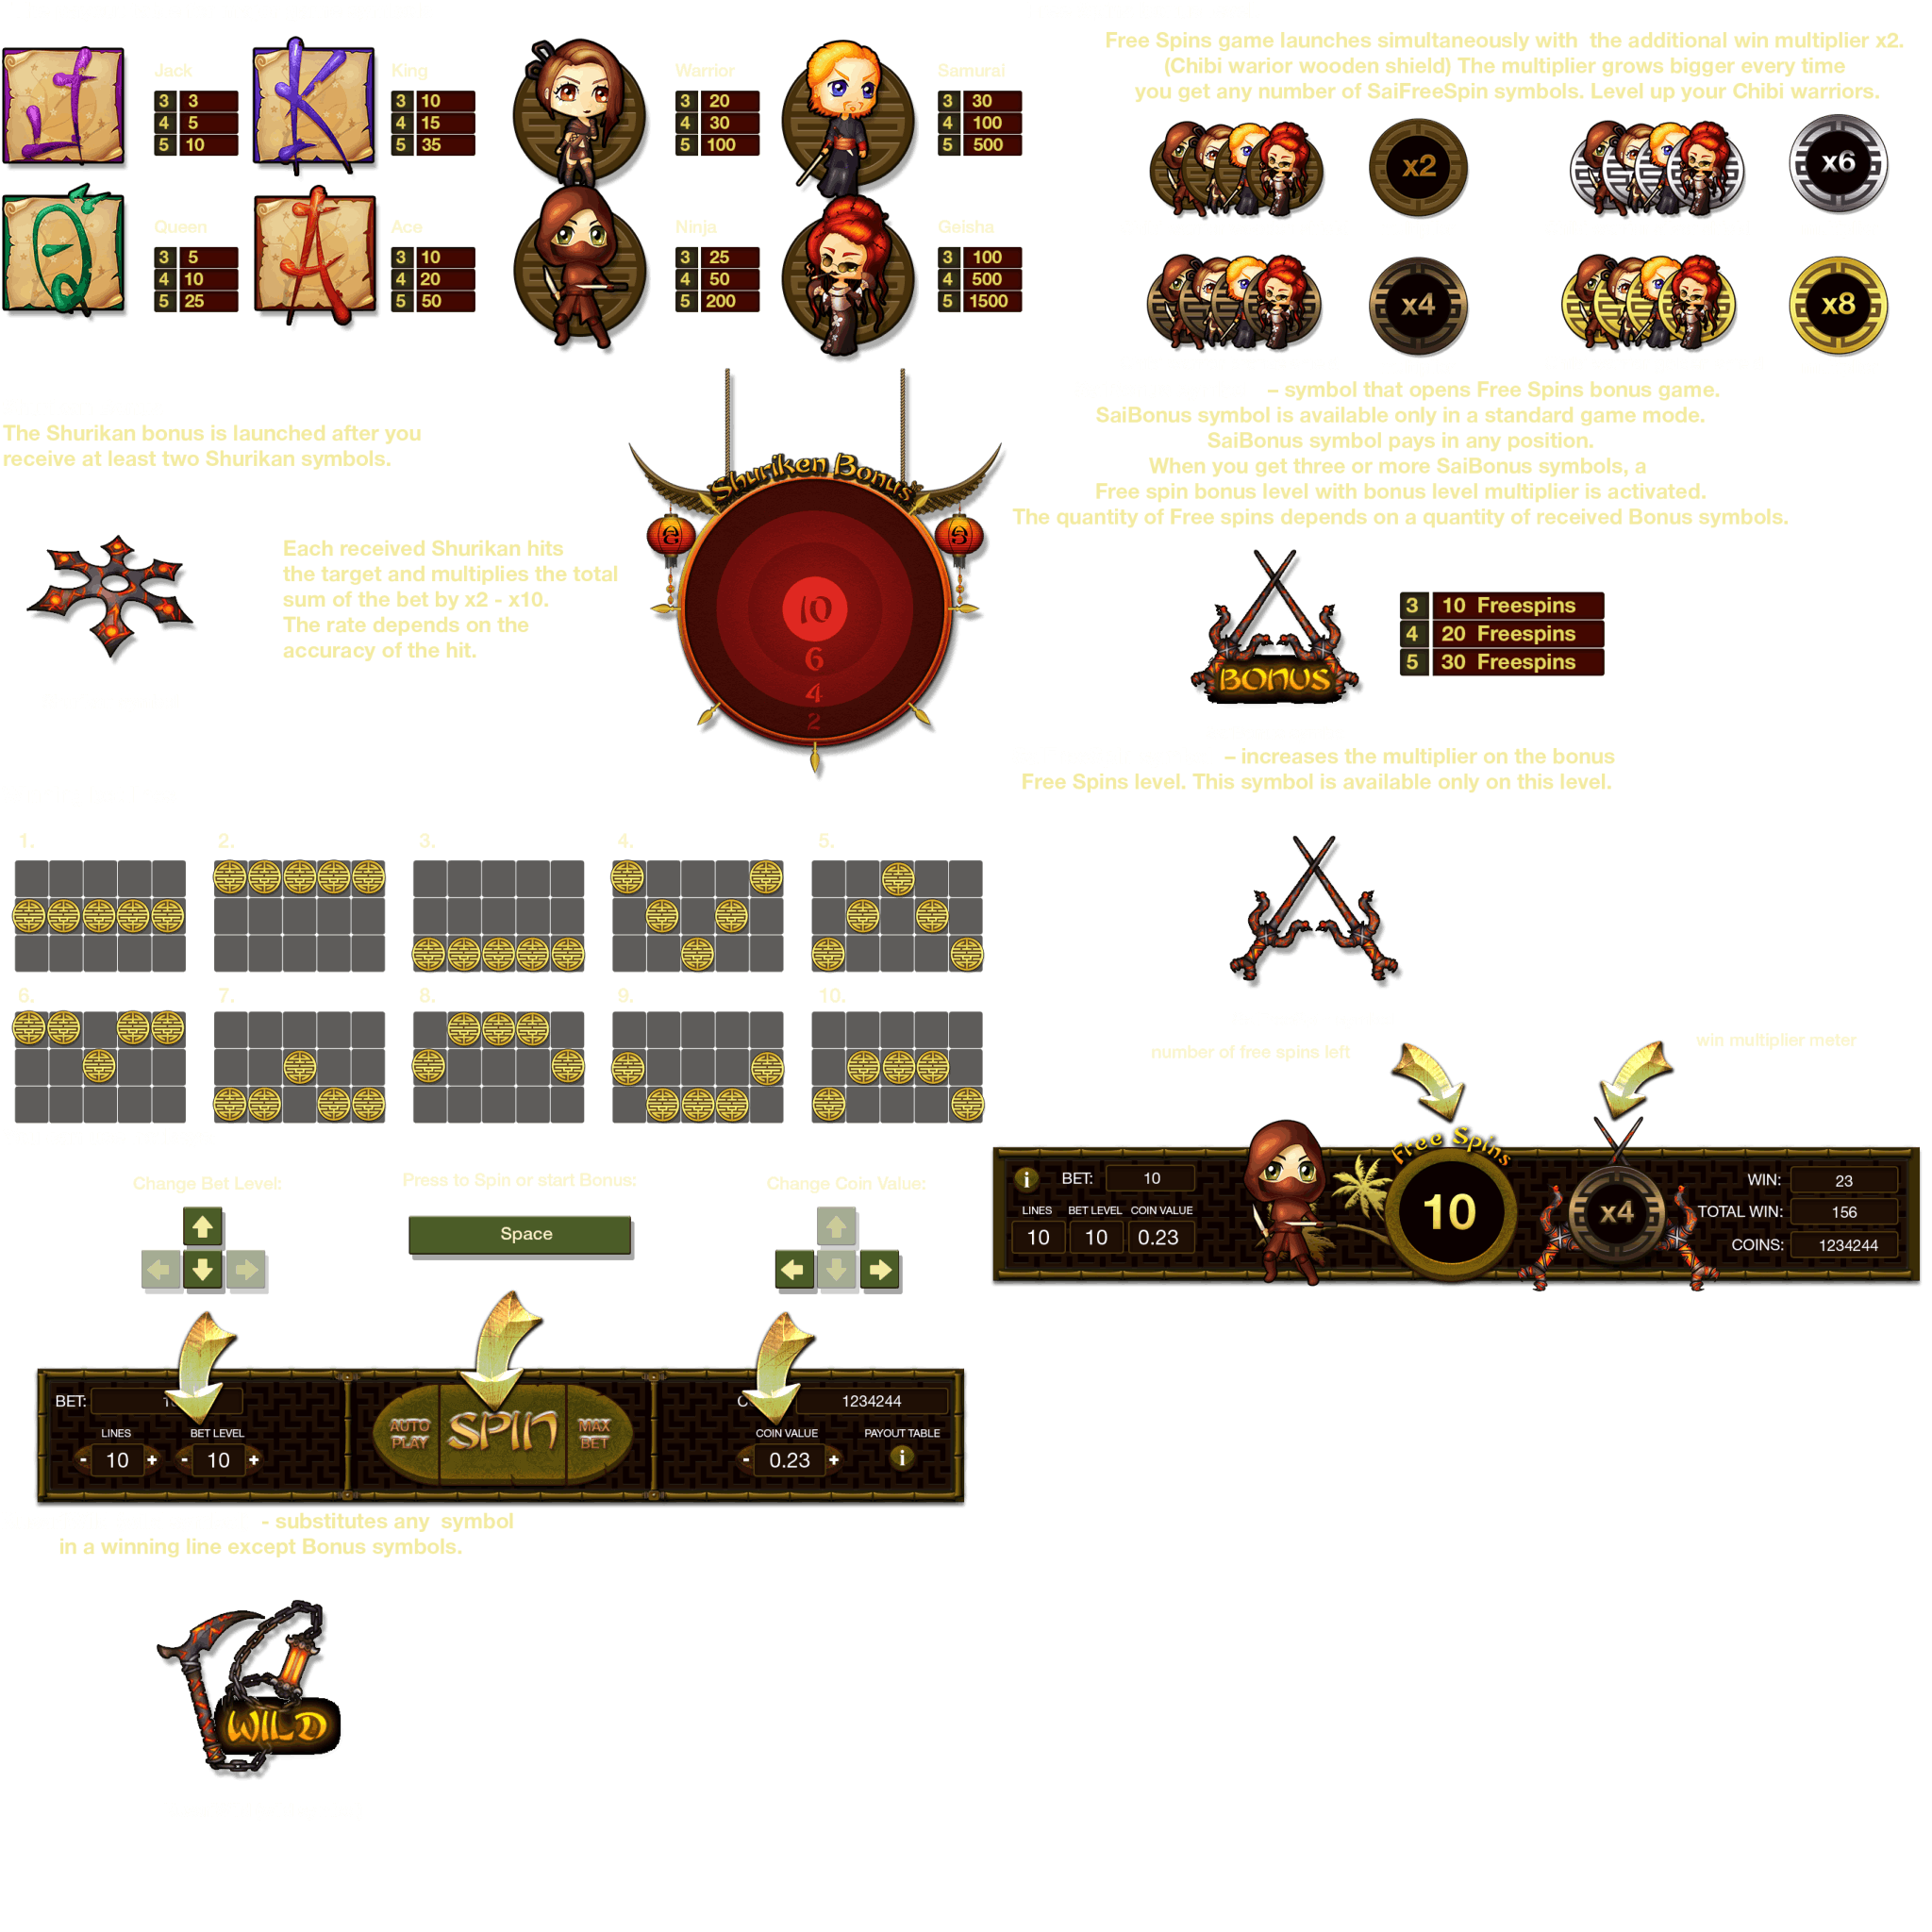 Jack
3 3
4 5
5 10
King
3 10
4 15
5 35
Warrior
3 20
4 30
5 100
Samurai
3 30
4 100
5 500
Queen
3 5
4 10
5 25
Ace
3 10
4 20
5 50
Ninja
3 25
4 50
5 200
Geisha
3 100
4 500
5 1500
J
K
Q
A
Free Spins game launches simultaneously with the additional win multiplier x2.
(Chibi warior wooden shield) The multiplier grows bigger every time
you get any number of SaiFreeSpin symbols. Level up your Chibi warriors.
x2
x6
x4
x8
The Shurikan bonus is launched after you
receive at least two Shurikan symbols.
Each received Shurikan hits
the target and multiplies the total
sum of the bet by x2 - x10.
The rate depends on the
accuracy of the hit.
Shuriken Bonus
10
6
4
2
– symbol that opens Free Spins bonus game.
SaiBonus symbol is available only in a standard game mode.
SaiBonus symbol pays in any position.
When you get three or more SaiBonus symbols, a
Free spin bonus level with bonus level multiplier is activated.
The quantity of Free spins depends on a quantity of received Bonus symbols.
BONUS
3 10 Freespins
4 20 Freespins
5 30 Freespins
– increases the multiplier on the bonus
Free Spins level. This symbol is available only on this level.
1.
2.
3.
4.
5.
6.
7.
8.
9.
10.
number of free spins left
win multiplier meter
i
BET: 10
LINES BET LEVEL COIN VALUE
10 10 0.23
Free Spins
10
x4
WIN: 23
TOTAL WIN: 156
COINS: 1234244
Change Bet Level:
Press to Spin or start Bonus:
Change Coin Value:
Space
BET:
LINES
BET LEVEL
- 10 +
- 10 +
AUTO
PLAY
SPIN
MAX
BET
1234244
COIN VALUE
PAYOUT TABLE
- 0.23 +
i
- substitutes any symbol
in a winning line except Bonus symbols.
WILD